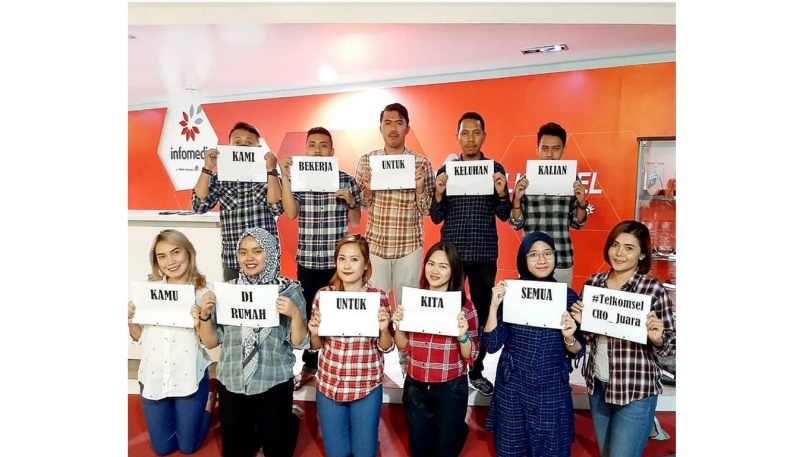 infomedia
KAMI
BEKERJA
UNTUK
KELUHAN
KALIAN
KAMU
DI
RUMAH
UNTUK
KITA
SEMUA
#Telkomsel
CHO_Juara